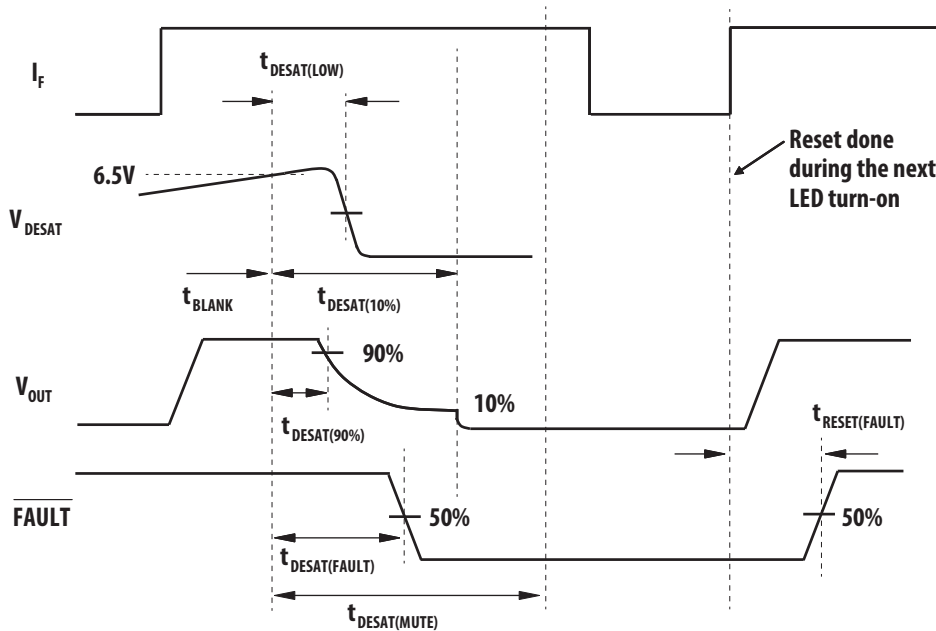 I_F
t_DESAT(LOW)
Reset done
during the next
LED turn-on
6.5V
V_DESAT
t_BLANK
t_DESAT(10%)
90%
V_OUT
10%
t_DESAT(90%)
t_RESET(FAULT)
FAULT
50%
50%
t_DESAT(FAULT)
t_DESAT(MUTE)